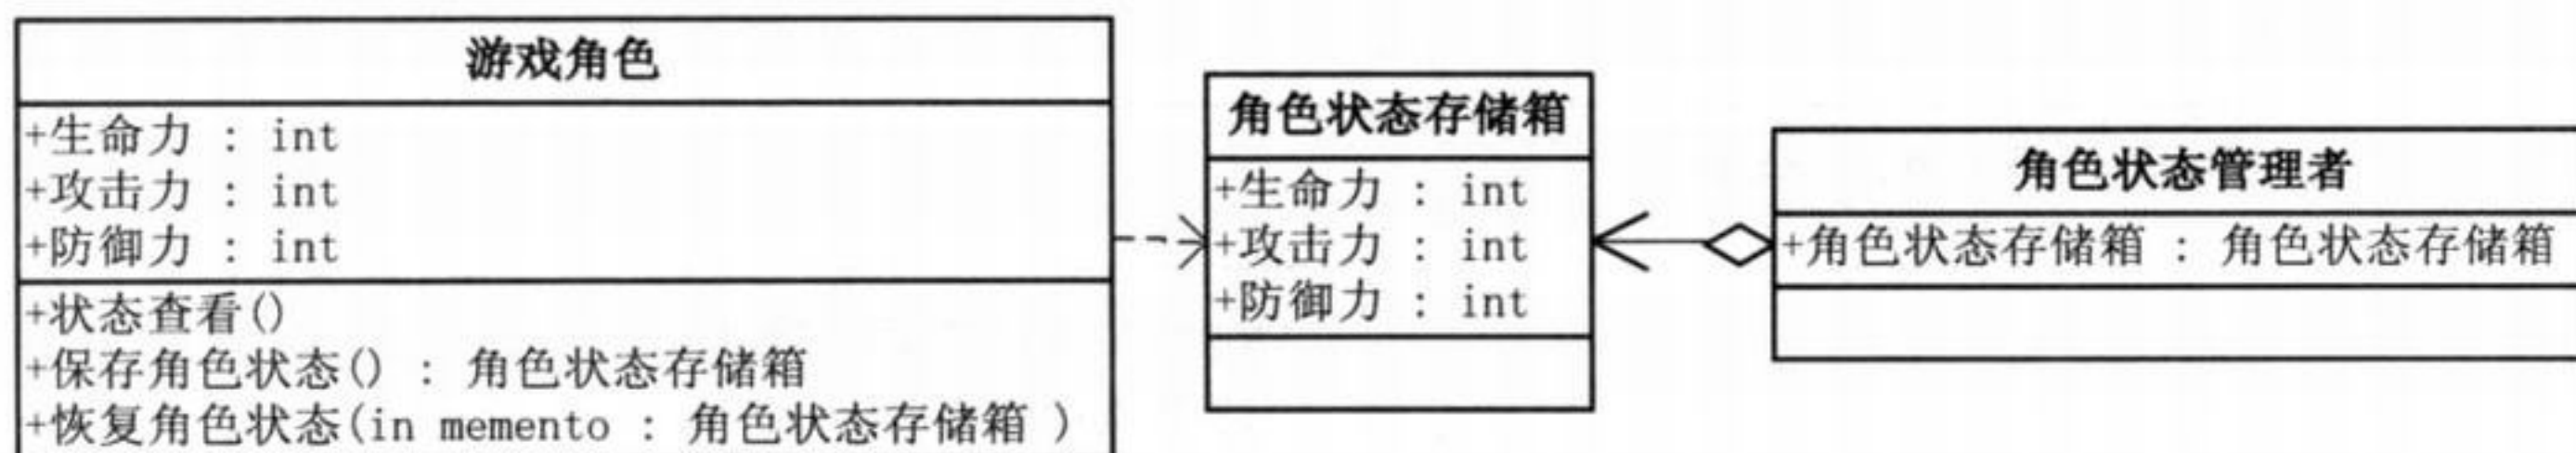 游戏角色
+生命力 : int
+攻击力 : int
+防御力 : int
+状态查看()
+保存角色状态() : 角色状态存储箱
+恢复角色状态(in memento : 角色状态存储箱 )
角色状态存储箱
+生命力 : int
+攻击力 : int
+防御力 : int
角色状态管理者
+角色状态存储箱 : 角色状态存储箱